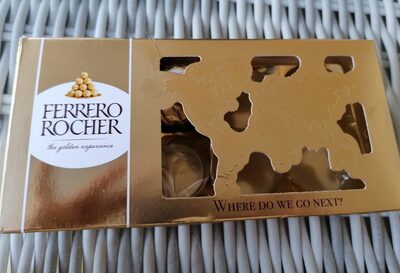 FERRERO
ROCHER
the golden experience
WHERE DO WE GO NEXT?